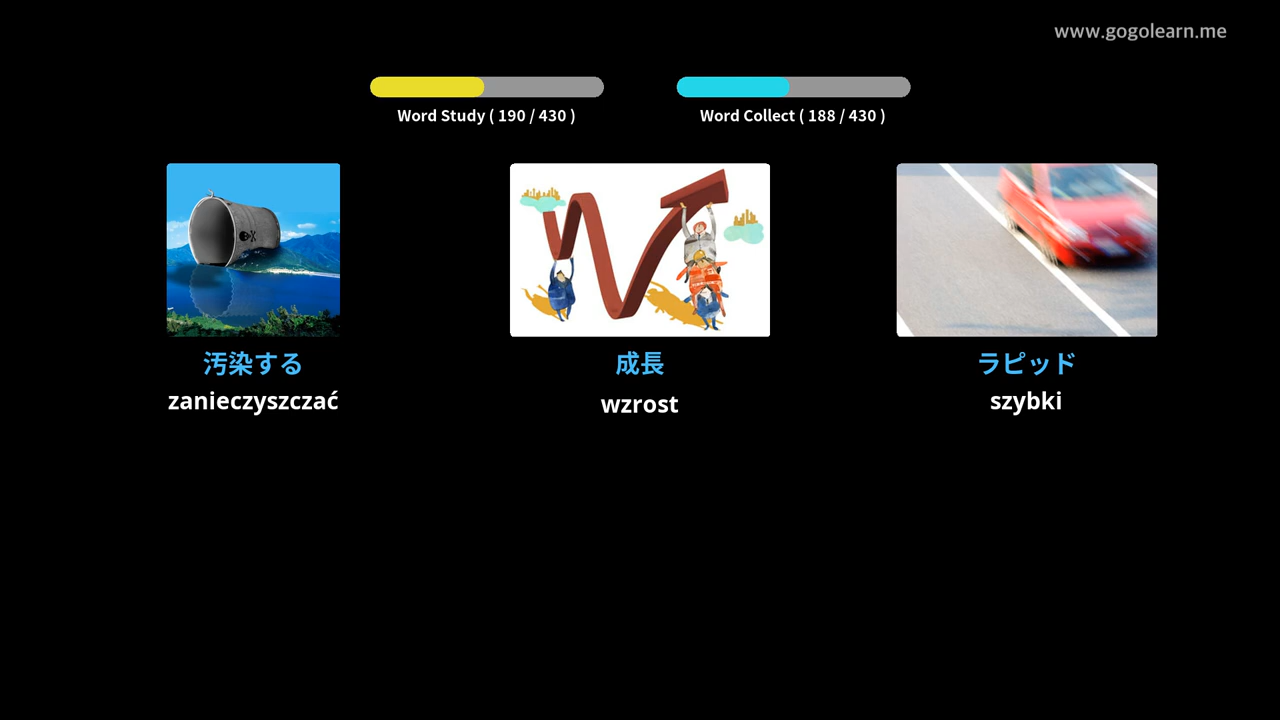 www.gogolearn.me
Word Study ( 190 / 430 )
Word Collect ( 188 / 430 )
汚染する
zanieczyszczać
成長
wzrost
ラピッド
szybki